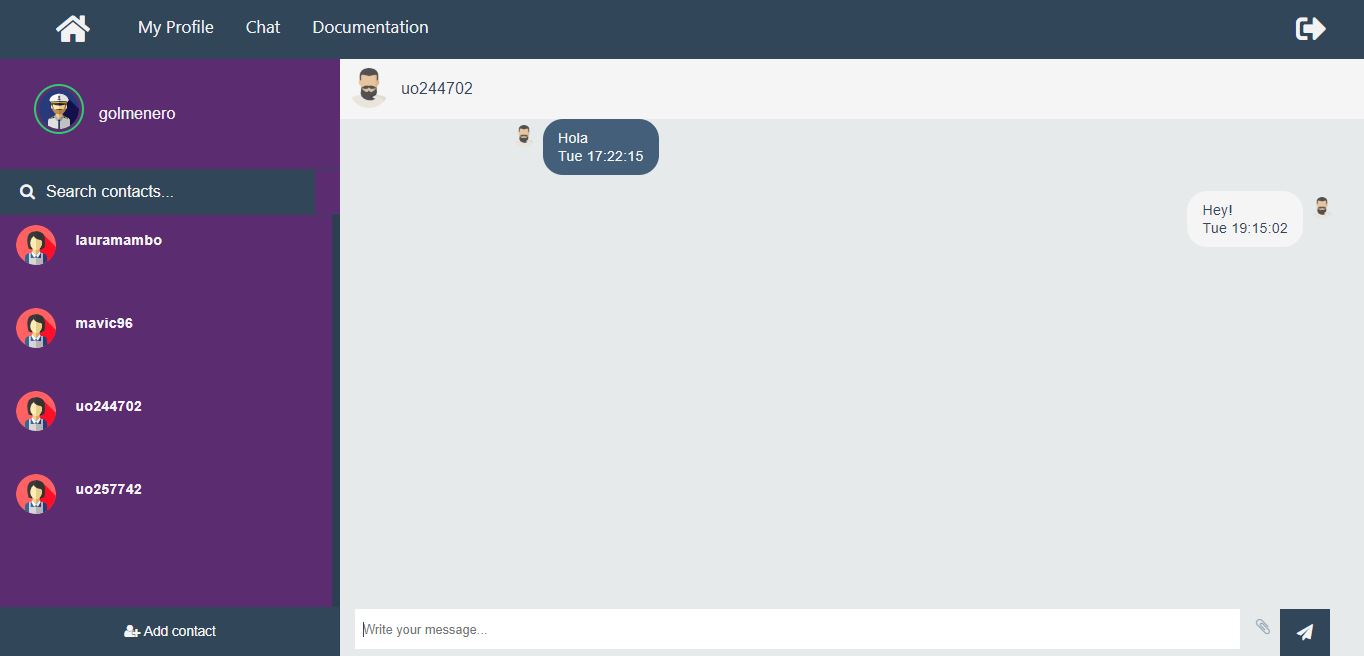 My Profile Chat Documentation
golmenero
uo244702
Search contacts...
lauramambo
mavic96
uo244702
uo257742
Add contact
Hola
Tue 17:22:15
Hey!
Tue 19:15:02
Write your message...